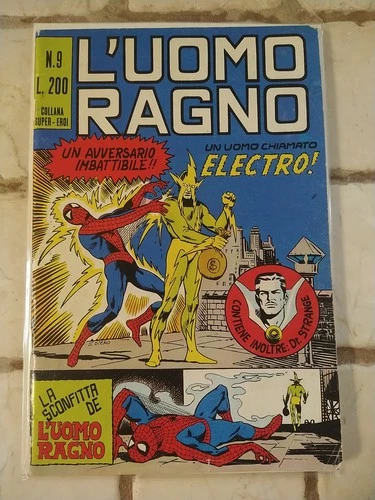 N.9
L. 200
COLLANA
SUPER-EROI
L'UOMO
RAGNO
UN AVVERSARIO
IMBATTIBILE!!
UN UOMO CHIAMATO
ELECTRO!
CONTIENE INOLTRE: Dr. STRANGE
LA
SCONFITTA
DE
L'UOMO
RAGNO